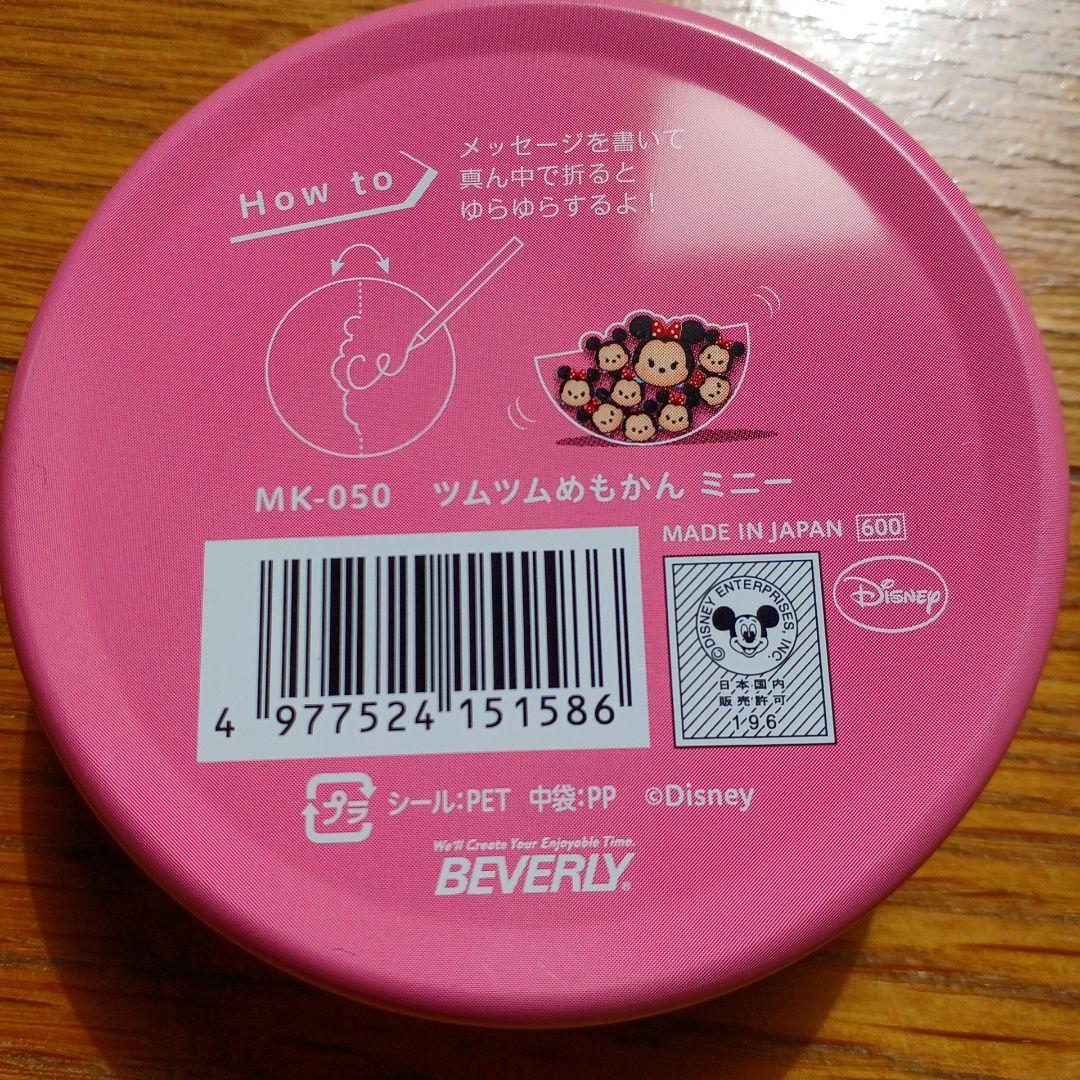 How to
メッセージを書いて
真ん中で折ると
ゆらゆらするよ!
MK-050 ツムツムめもかん ミニー
MADE IN JAPAN 600
©DISNEY ENTERPRISES, INC.
日本国内
販売許可
196
Disney
4 977524 151586
プラ シール:PET 中袋:PP ©Disney
We'll Create Your Enjoyable Time.
BEVERLY®